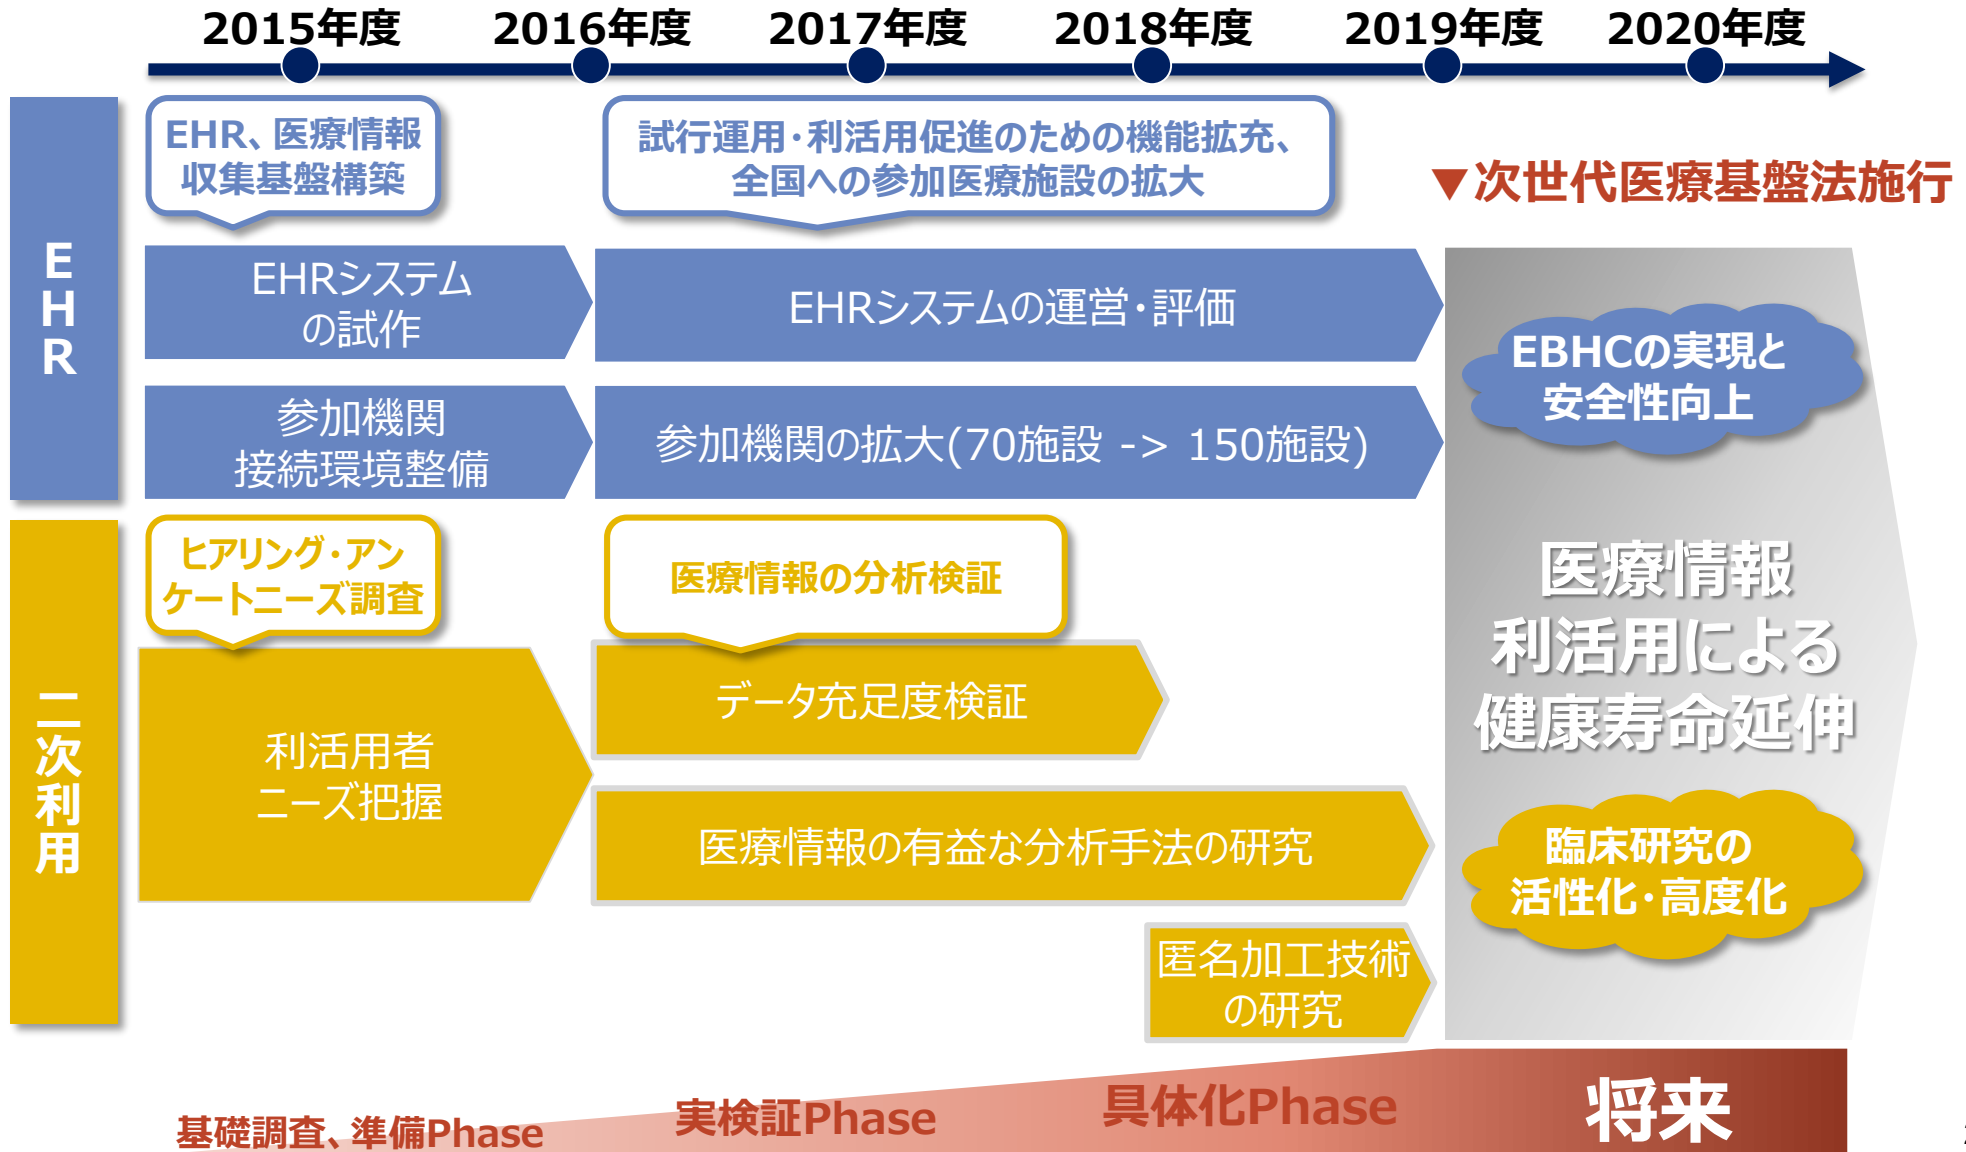 2015年度
2016年度
2017年度
2018年度
2019年度
2020年度
EHR
EHR、医療情報
収集基盤構築
試行運用・利活用促進のための機能拡充、
全国への参加医療施設の拡大
▼次世代医療基盤法施行
EHRシステム
の試作
EHRシステムの運営・評価
参加機関
接続環境整備
参加機関の拡大(70施設 -> 150施設)
EBHCの実現と
安全性向上
二次利用
ヒアリング・アン
ケートニーズ調査
医療情報の分析検証
利活用者
ニーズ把握
データ充足度検証
医療情報の有益な分析手法の研究
匿名加工技術
の研究
医療情報
利活用による
健康寿命延伸
臨床研究の
活性化・高度化
基礎調査、準備Phase
実検証Phase
具体化Phase
将来